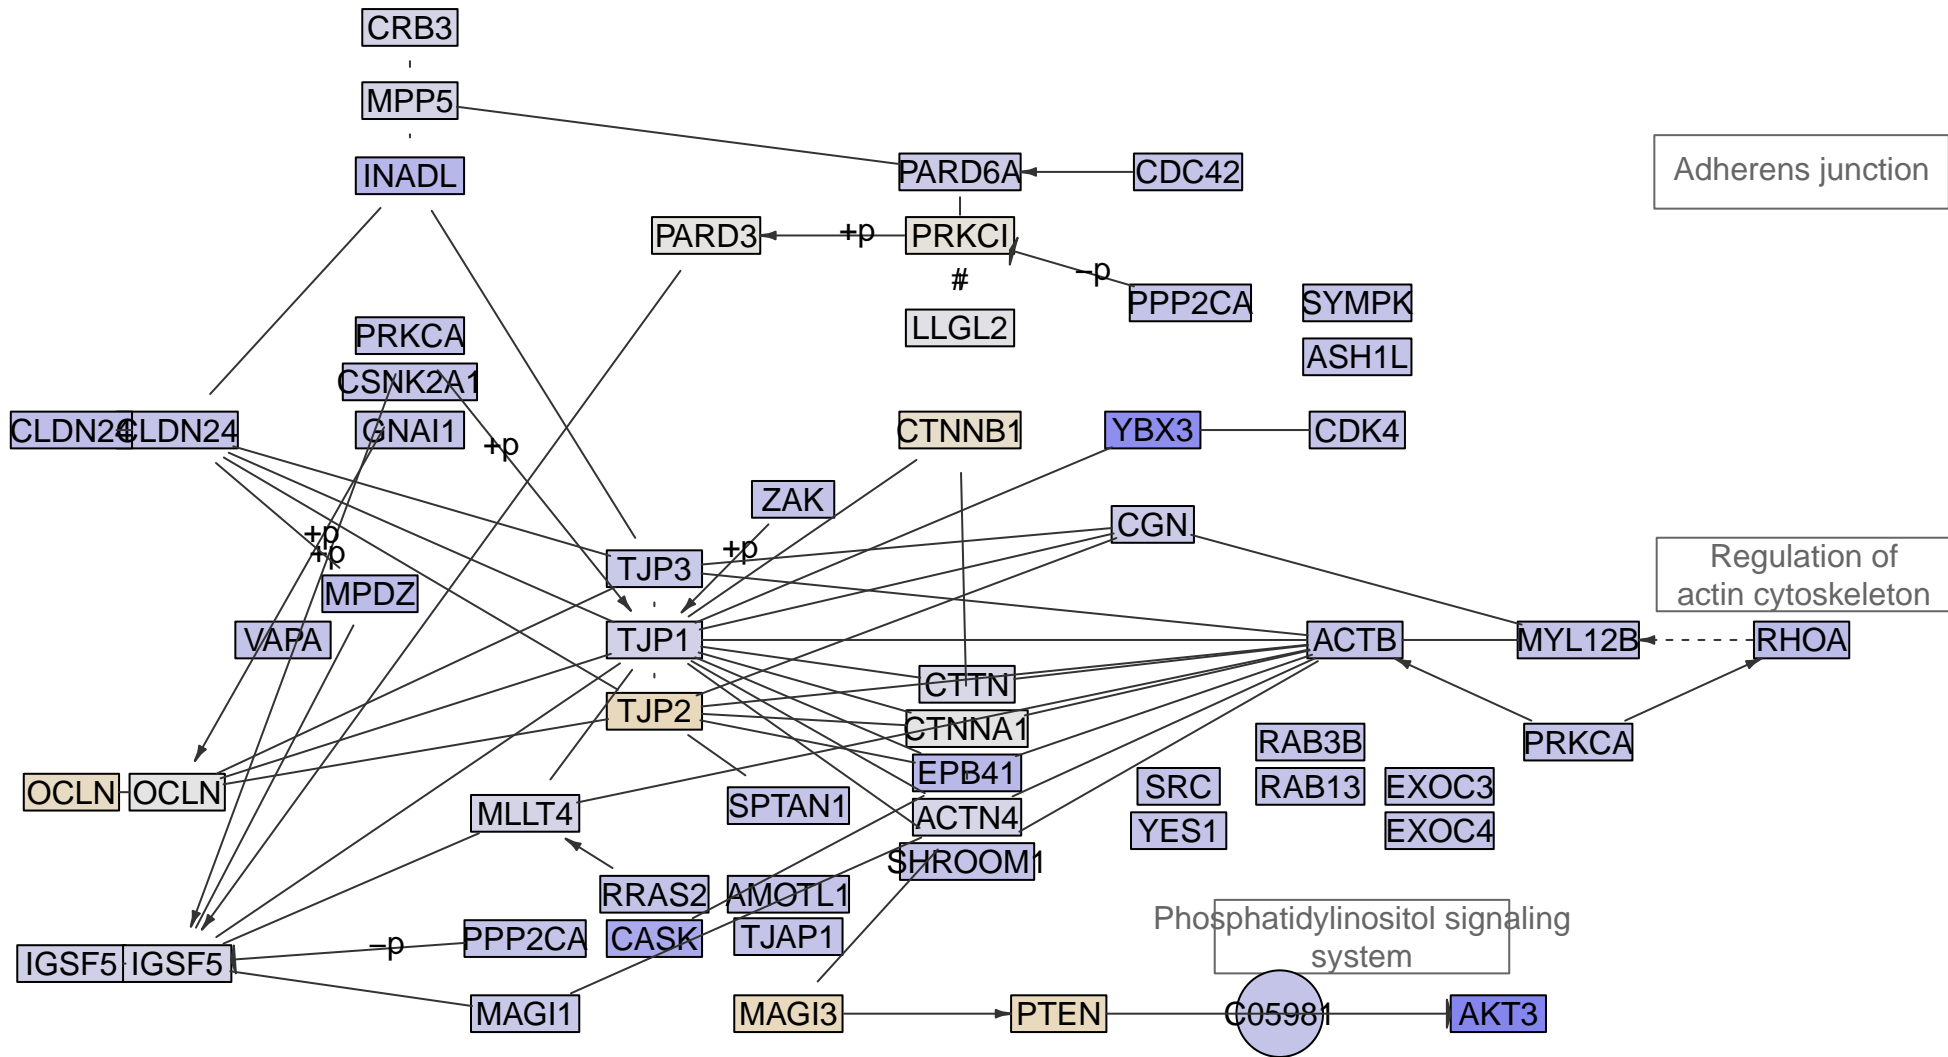 CRB3
MPP5
INADL
PARD6A
CDC42
Adherens junction
PARD3
+p
PRKCI
−p
#
PPP2CA
SYMPK
LLGL2
PRKCA
ASH1L
CSNK2A1
CLDN24
CLDN24
GNAI1
+p
CTNNB1
YBX3
CDK4
ZAK
CGN
+p
+p
+p
TJP3
Regulation of
actin cytoskeleton
MPDZ
VAPA
TJP1
ACTB
MYL12B
RHOA
CTTN
TJP2
CTNNA1
RAB3B
PRKCA
EPB41
OCLN
OCLN
SRC
RAB13
EXOC3
MLLT4
SPTAN1
ACTN4
YES1
EXOC4
SHROOM1
RRAS2
AMOTL1
Phosphatidylinositol signaling
system
−p
PPP2CA
CASK
TJAP1
IGSF5
IGSF5
MAGI1
MAGI3
PTEN
C05981
AKT3